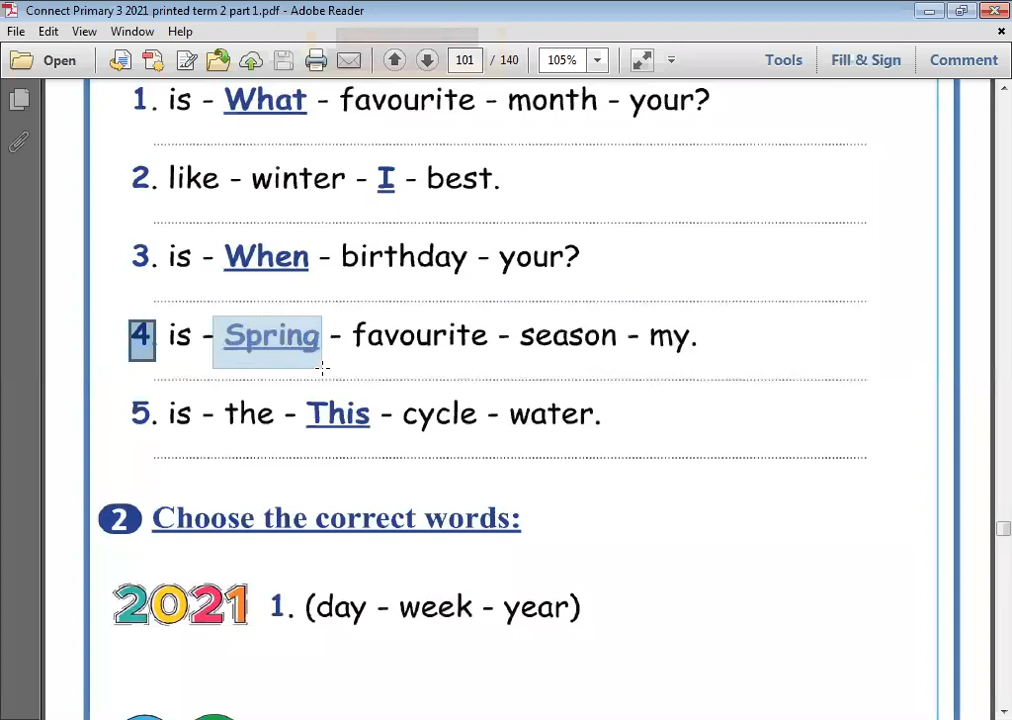 Connect Primary 3 2021 printed term 2 part 1.pdf - Adobe Reader
File Edit View Window Help
Open 101 / 140 105% Tools Fill & Sign Comment
1. is - What - favourite - month - your?
2. like - winter - I - best.
3. is - When - birthday - your?
4. is - Spring - favourite - season - my.
5. is - the - This - cycle - water.
2 Choose the correct words:
2021 1. (day - week - year)